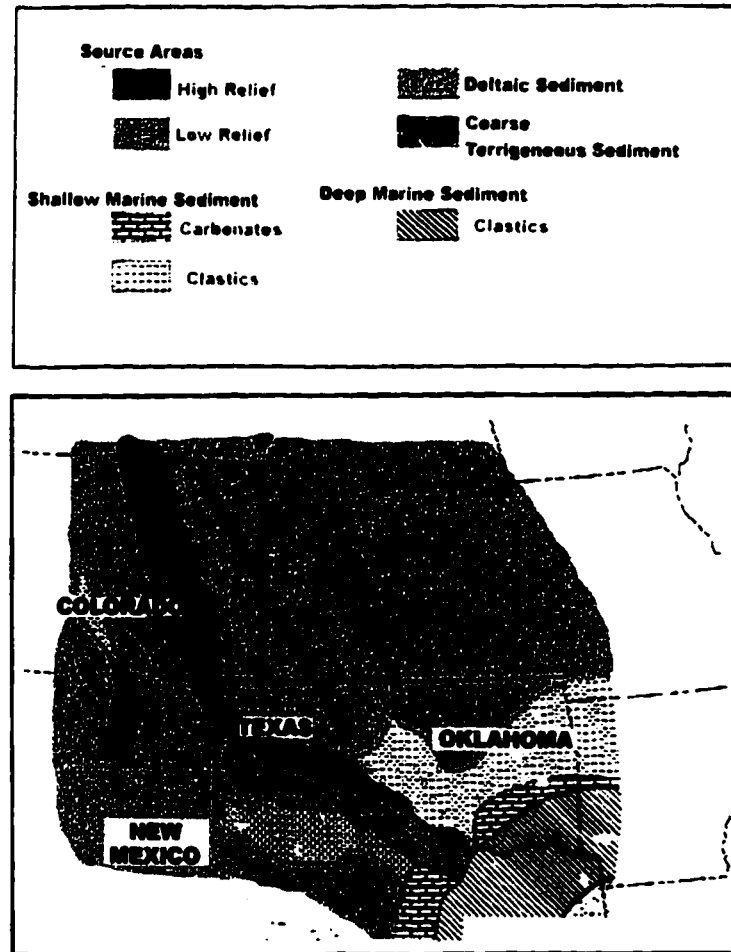 Source Areas
High Relief
Low Relief
Shallow Marine Sediment
Carbonates
Clastics
Deltaic Sediment
Coarse
Terrigeneous Sediment
Deep Marine Sediment
Clastics
COLORADO
TEXAS
OKLAHOMA
NEW
MEXICO